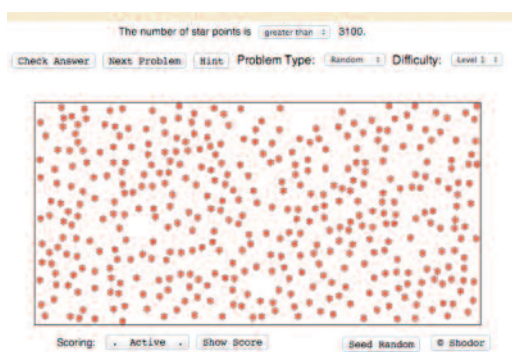 The number of star points is greater than 3100.
Check Answer Next Problem Hint Problem Type: Random Difficulty: Level 1
Scoring: . Active . Show Score Seed Random © Shodor